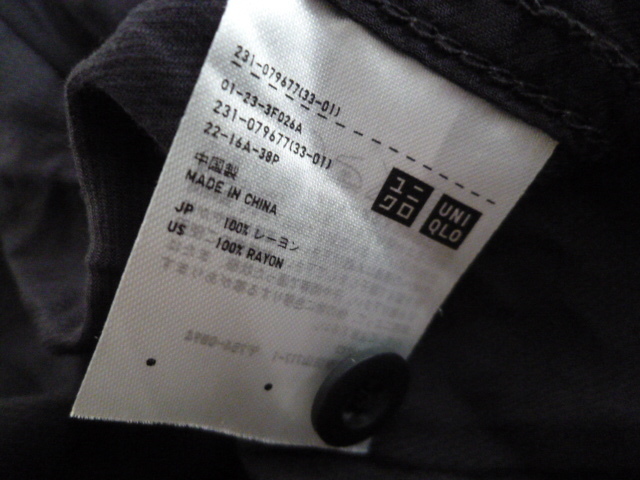 231-079677(33-01)
01-23-3F026A
231-079677(33-01)
22-16A-38P
中国製
MADE IN CHINA
JP 100% レーヨン
US 100% RAYON
ユニ
クロ
UNI
QLO